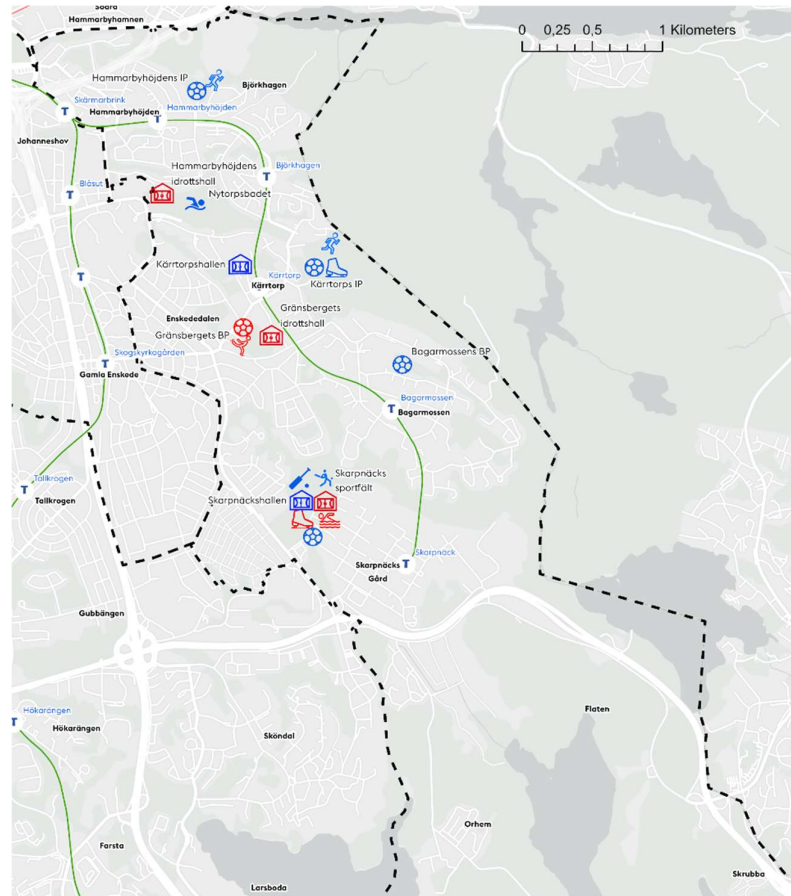 Södra
Hammarbyhamnen
0 0,25 0,5 1 Kilometers
Hammarbyhöjdens IP
Björkhagen
Skärmarbrink
Hammarbyhöjden
Hammarbyhöjden
T
T
Johanneshov
Hammarbyhöjdens
idrottshall
Björkhagen
T
Blåsut
T
Nytorpsbadet
Kärrtorpshallen
Kärrtorp
Kärrtorp
Kärrtorps IP
T
Enskededalen
Gränsbergets
idrottshall
Gränsbergets BP
Skogskyrkogården
T
Gamla Enskede
Bagarmossens BP
Bagarmossen
T
Bagarmossen
Tallkrogen
T
Tallkrogen
Skarpnäcks
sportfält
Skarpnäckshallen
Skarpnäck
T
Skarpnäcks
Gård
Gubbängen
Hökarängen
T
Hökarängen
Sköndal
Flaten
Orhem
Farsta
Larsboda
Skrubba